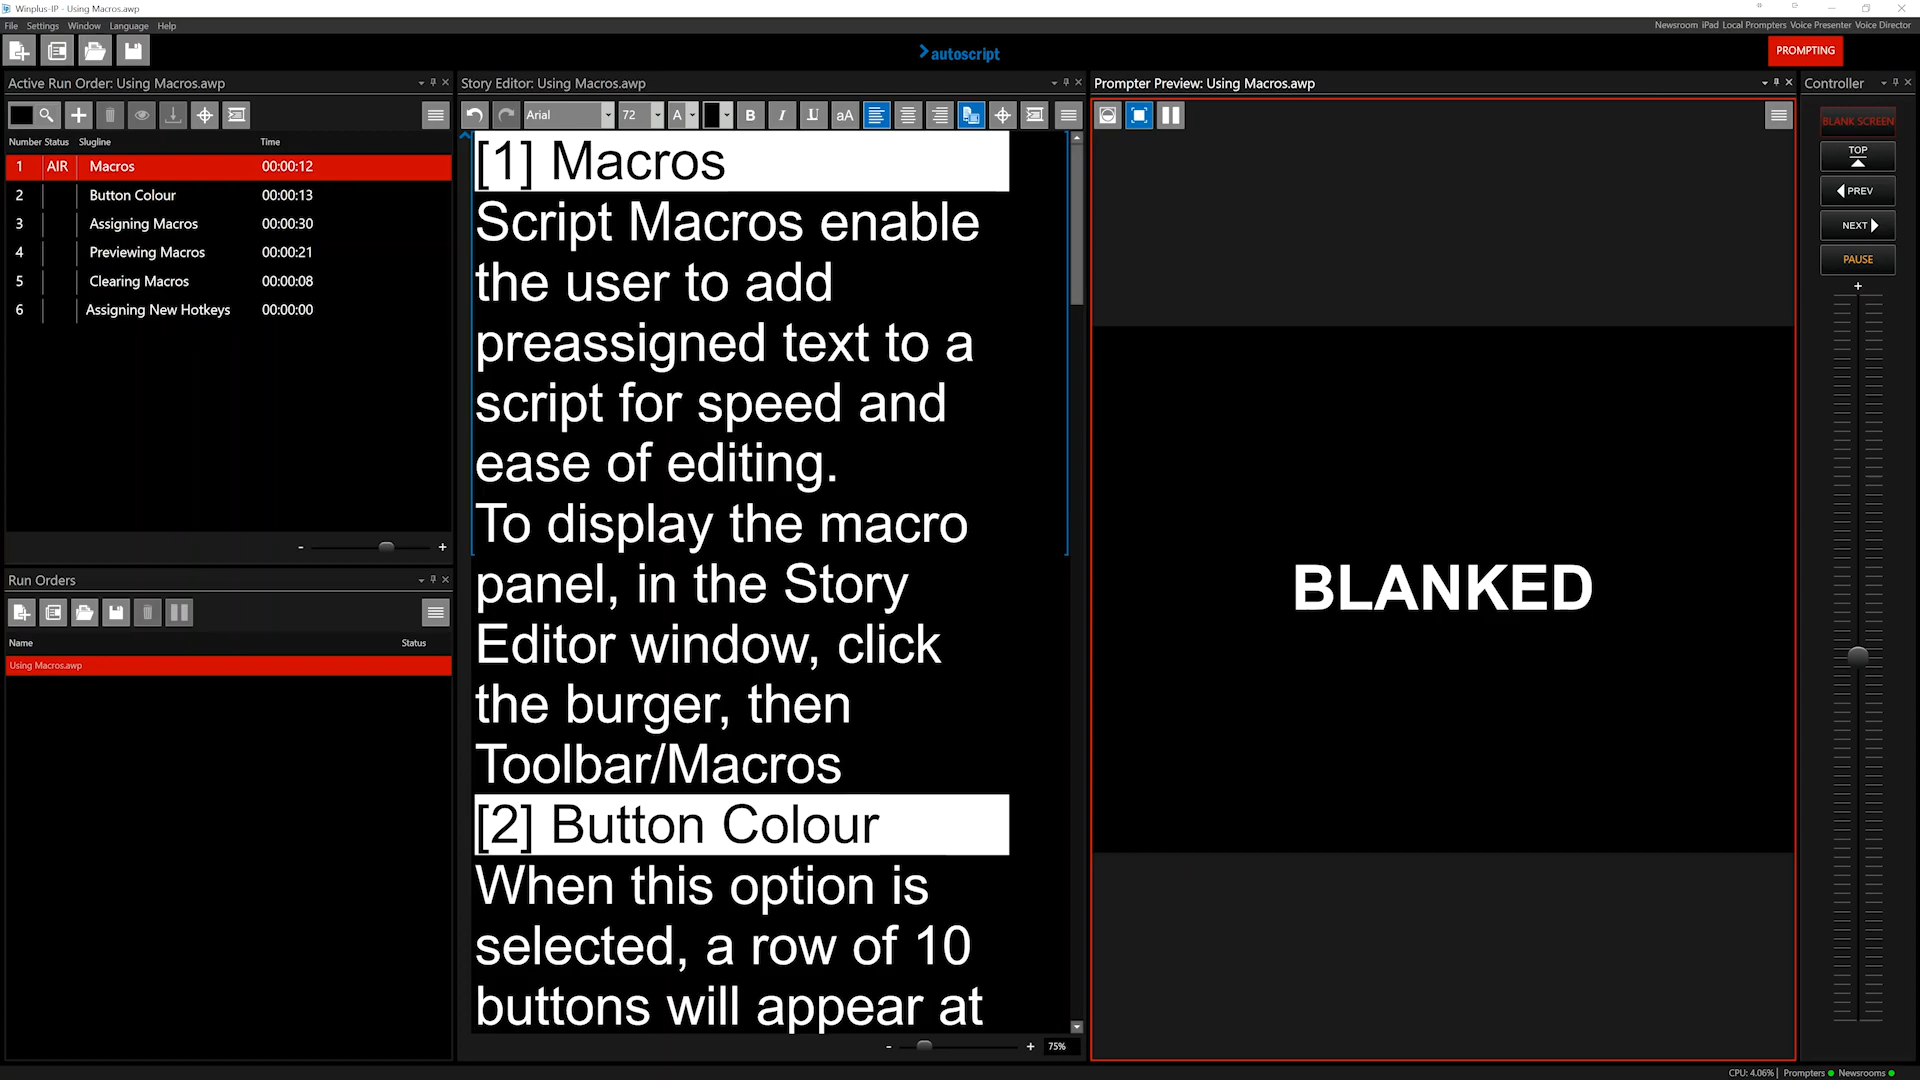 Winplus-IP - Using Macros.awp
File Settings Window Language Help
Newsroom iPad Local Prompters Voice Presenter Voice Director
autoscript
PROMPTING
Active Run Order: Using Macros.awp
Number Status Slugline Time
1 AIR Macros 00:00:12
2 Button Colour 00:00:13
3 Assigning Macros 00:00:30
4 Previewing Macros 00:00:21
5 Clearing Macros 00:00:08
6 Assigning New Hotkeys 00:00:00
- +
Run Orders
Name Status
Using Macros.awp
Story Editor: Using Macros.awp
Arial 72 A B I U aA
[1] Macros
Script Macros enable
the user to add
preassigned text to a
script for speed and
ease of editing.
To display the macro
panel, in the Story
Editor window, click
the burger, then
Toolbar/Macros
[2] Button Colour
When this option is
selected, a row of 10
buttons will appear at
- + 75%
Prompter Preview: Using Macros.awp
BLANKED
Controller
BLANK SCREEN
TOP
PREV
NEXT
PAUSE
+
CPU: 4.06% Prompters Newsrooms